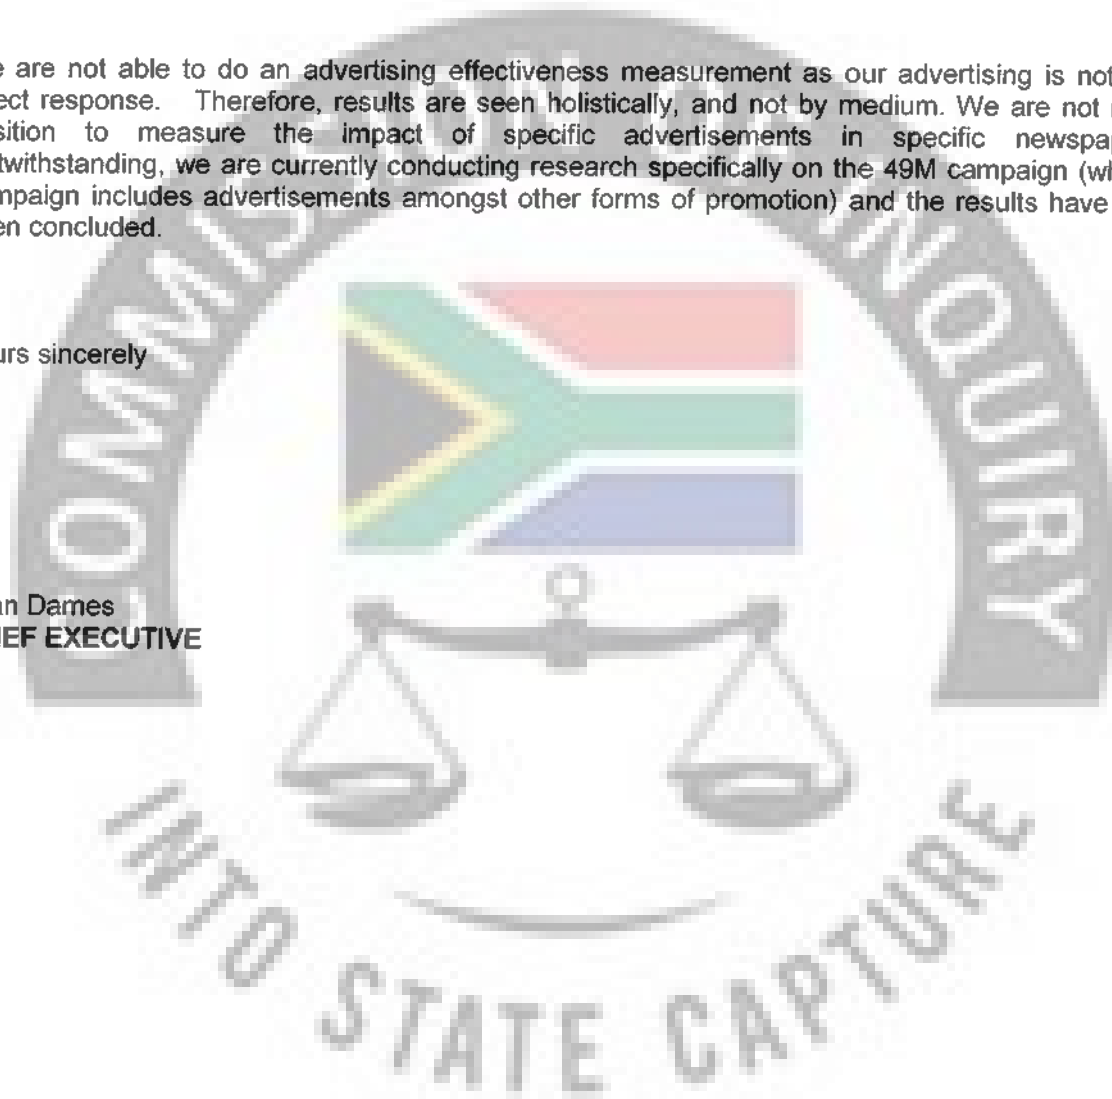 e are not able to do an advertising effectiveness measurement as our advertising is not
ect response. Therefore, results are seen holistically, and not by medium. We are not
sition to measure the impact of specific advertisements in specific newspa
twithstanding, we are currently conducting research specifically on the 49M campaign (wh
mpaign includes advertisements amongst other forms of promotion) and the results have
en concluded.
urs sincerely
an Dames
IEF EXECUTIVE
COMMISSION OF INQUIRY
INTO STATE CAPTURE